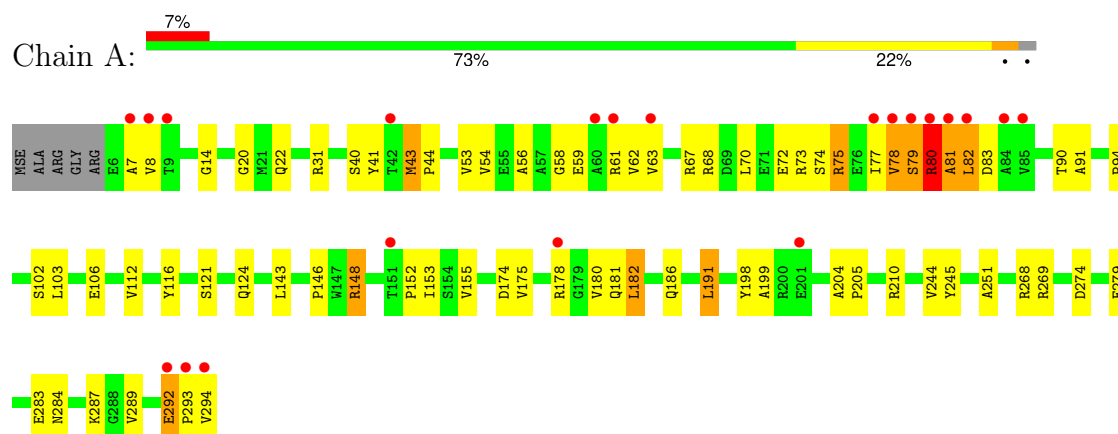 7%
Chain A:
73% 22% • •
MSE ALA ARG GLY ARG E6 A7 V8 T9 G14 G20 M21 Q22 R31 S40 Y41 T42 M43 P44 V53 V54 E55 A56 A57 G58 E59 A60 R61 V62 V63 R67 R68 D69 L70 E71 E72 R73 S74 R75 E76 I77 V78 S79 R80 A81 L82 D83 A84 V85 T90 A91
S102 L103 E106 V112 Y116 S121 Q124 L143 P146 W147 R148 T151 P152 I153 S154 V155 D174 V175 R178 G179 V180 Q181 L182 Q186 L191 Y198 A199 R200 E201 A204 P205 R210 V244 Y245 A251 R268 R269 D274
E283 N284 K287 G288 V289 E292 P293 V294